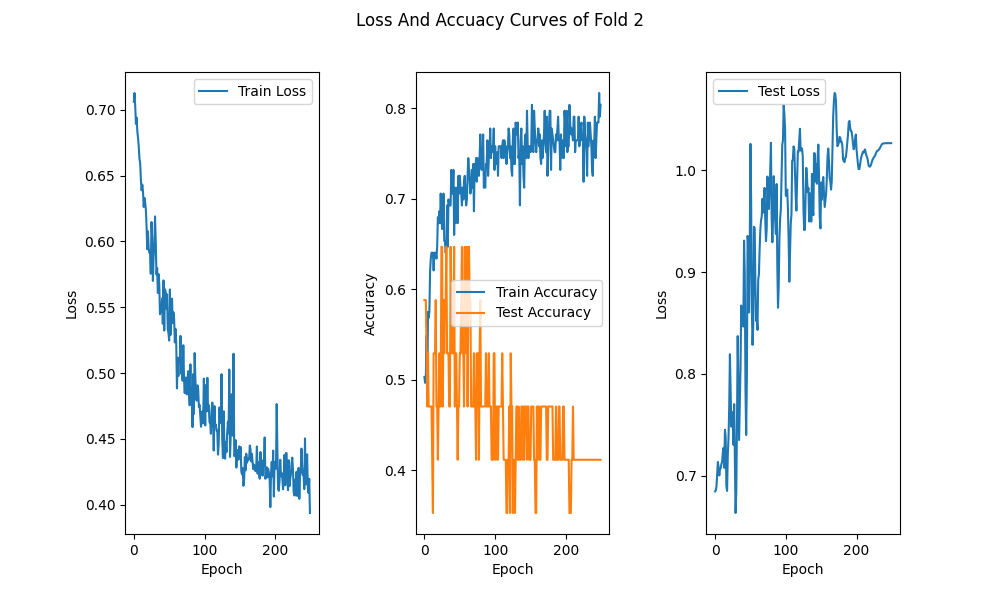 Loss And Accuacy Curves of Fold 2
Train Loss
0.70
0.65
0.60
0.55
0.50
0.45
0.40
Loss
0
100
200
Epoch
Train Accuracy
Test Accuracy
0.8
0.7
0.6
0.5
0.4
Accuracy
0
100
200
Epoch
Test Loss
1.0
0.9
0.8
0.7
Loss
0
100
200
Epoch